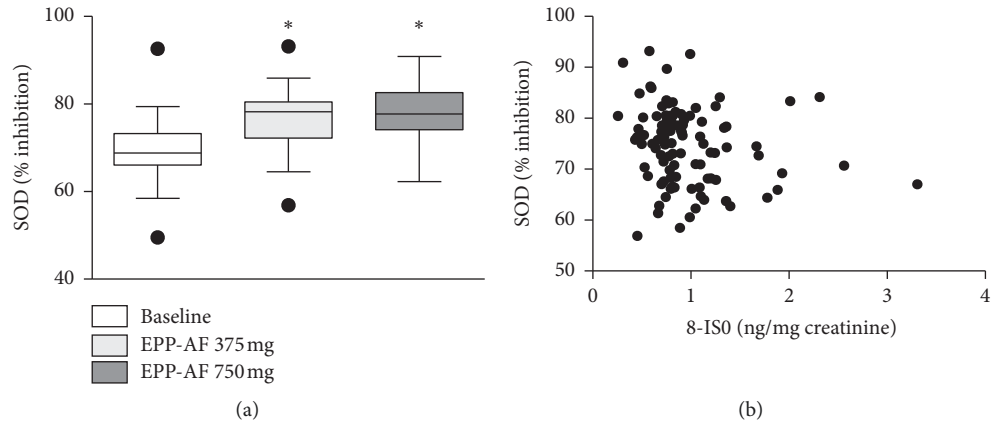 100
80
60
40
SOD (% inhibition)
*
*
Baseline
EPP-AF 375 mg
EPP-AF 750 mg
(a)
100
90
80
70
60
50
SOD (% inhibition)
0
1
2
3
4
8-IS0 (ng/mg creatinine)
(b)